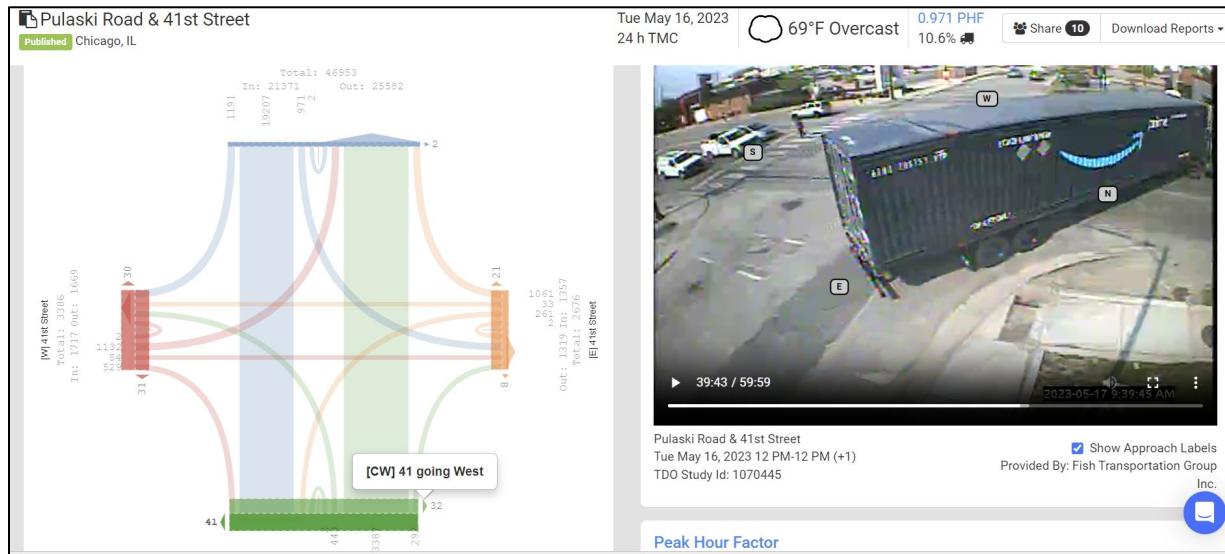 Pulaski Road & 41st Street
Published Chicago, IL
Tue May 16, 2023
24 h TMC
69°F Overcast
0.971 PHF
10.6%
Share 10
Download Reports
Total: 46953
In: 21371 Out: 25582
1191
19207
971
2
2
30
[W] 41st Street
Total: 3386
In: 1717 Out: 1669
2
1132
54
529
31
21
1061
33
261
2
Out: 1319 In: 1357
Total: 2676
[E] 41st Street
8
[CW] 41 going West
32
41
W
S
N
E
prime
39:43 / 59:59
2023-05-17 9:39:45 AM
Pulaski Road & 41st Street
Tue May 16, 2023 12 PM-12 PM (+1)
TDO Study Id: 1070445
Show Approach Labels
Provided By: Fish Transportation Group
Inc.
Peak Hour Factor